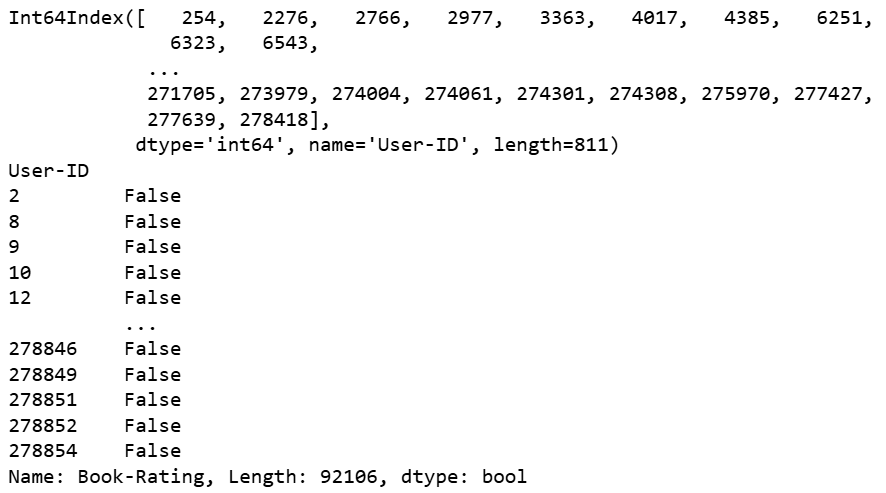 Int64Index([   254,   2276,   2766,   2977,   3363,   4017,   4385,   6251,
              6323,   6543,
            ...
            271705, 273979, 274004, 274061, 274301, 274308, 275970, 277427,
            277639, 278418],
           dtype='int64', name='User-ID', length=811)
User-ID
2         False
8         False
9         False
10        False
12        False
          ...
278846    False
278849    False
278851    False
278852    False
278854    False
Name: Book-Rating, Length: 92106, dtype: bool